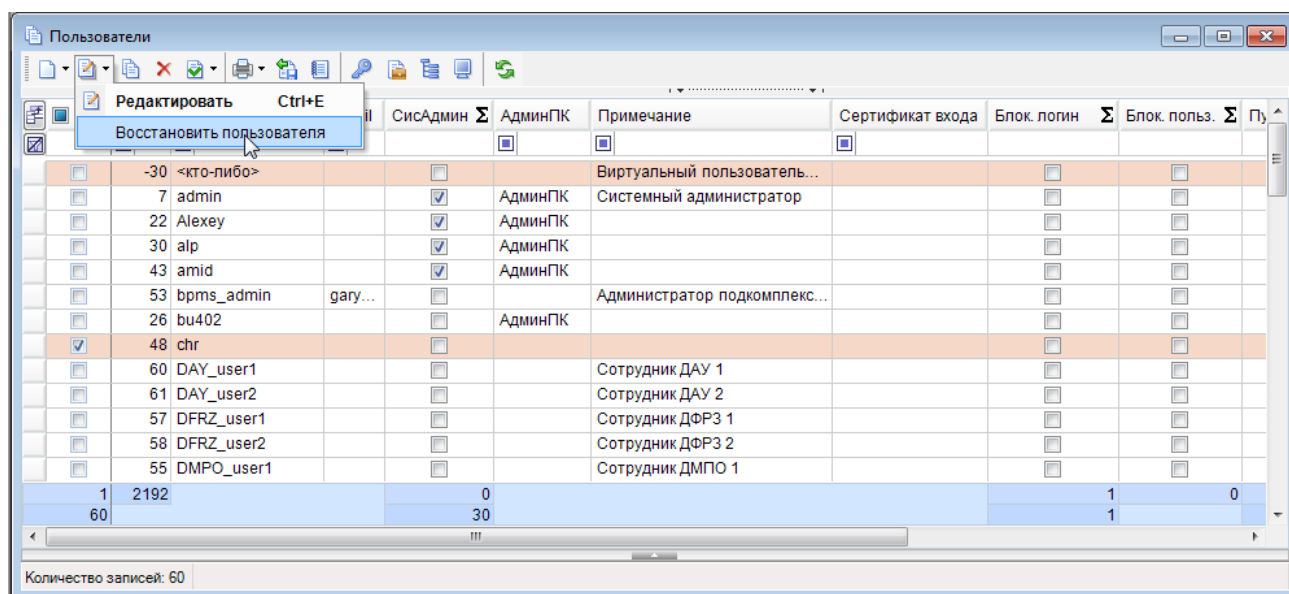 Пользователи
Редактировать Ctrl+E
Восстановить пользователя
il СисАдмин Σ АдминПК Примечание Сертификат входа Блок. логин Σ Блок. польз. Σ Пу
-30 <кто-либо> Виртуальный пользователь...
7 admin АдминПК Системный администратор
22 Alexey АдминПК
30 alp АдминПК
43 amid АдминПК
53 bpms_admin gary... Администратор подкомплекс...
26 bu402 АдминПК
48 chr
60 DAY_user1 Сотрудник ДАУ 1
61 DAY_user2 Сотрудник ДАУ 2
57 DFRZ_user1 Сотрудник ДФРЗ 1
58 DFRZ_user2 Сотрудник ДФРЗ 2
55 DMPO_user1 Сотрудник ДМПО 1
1 2192 0 1 0
60 30 1
Количество записей: 60